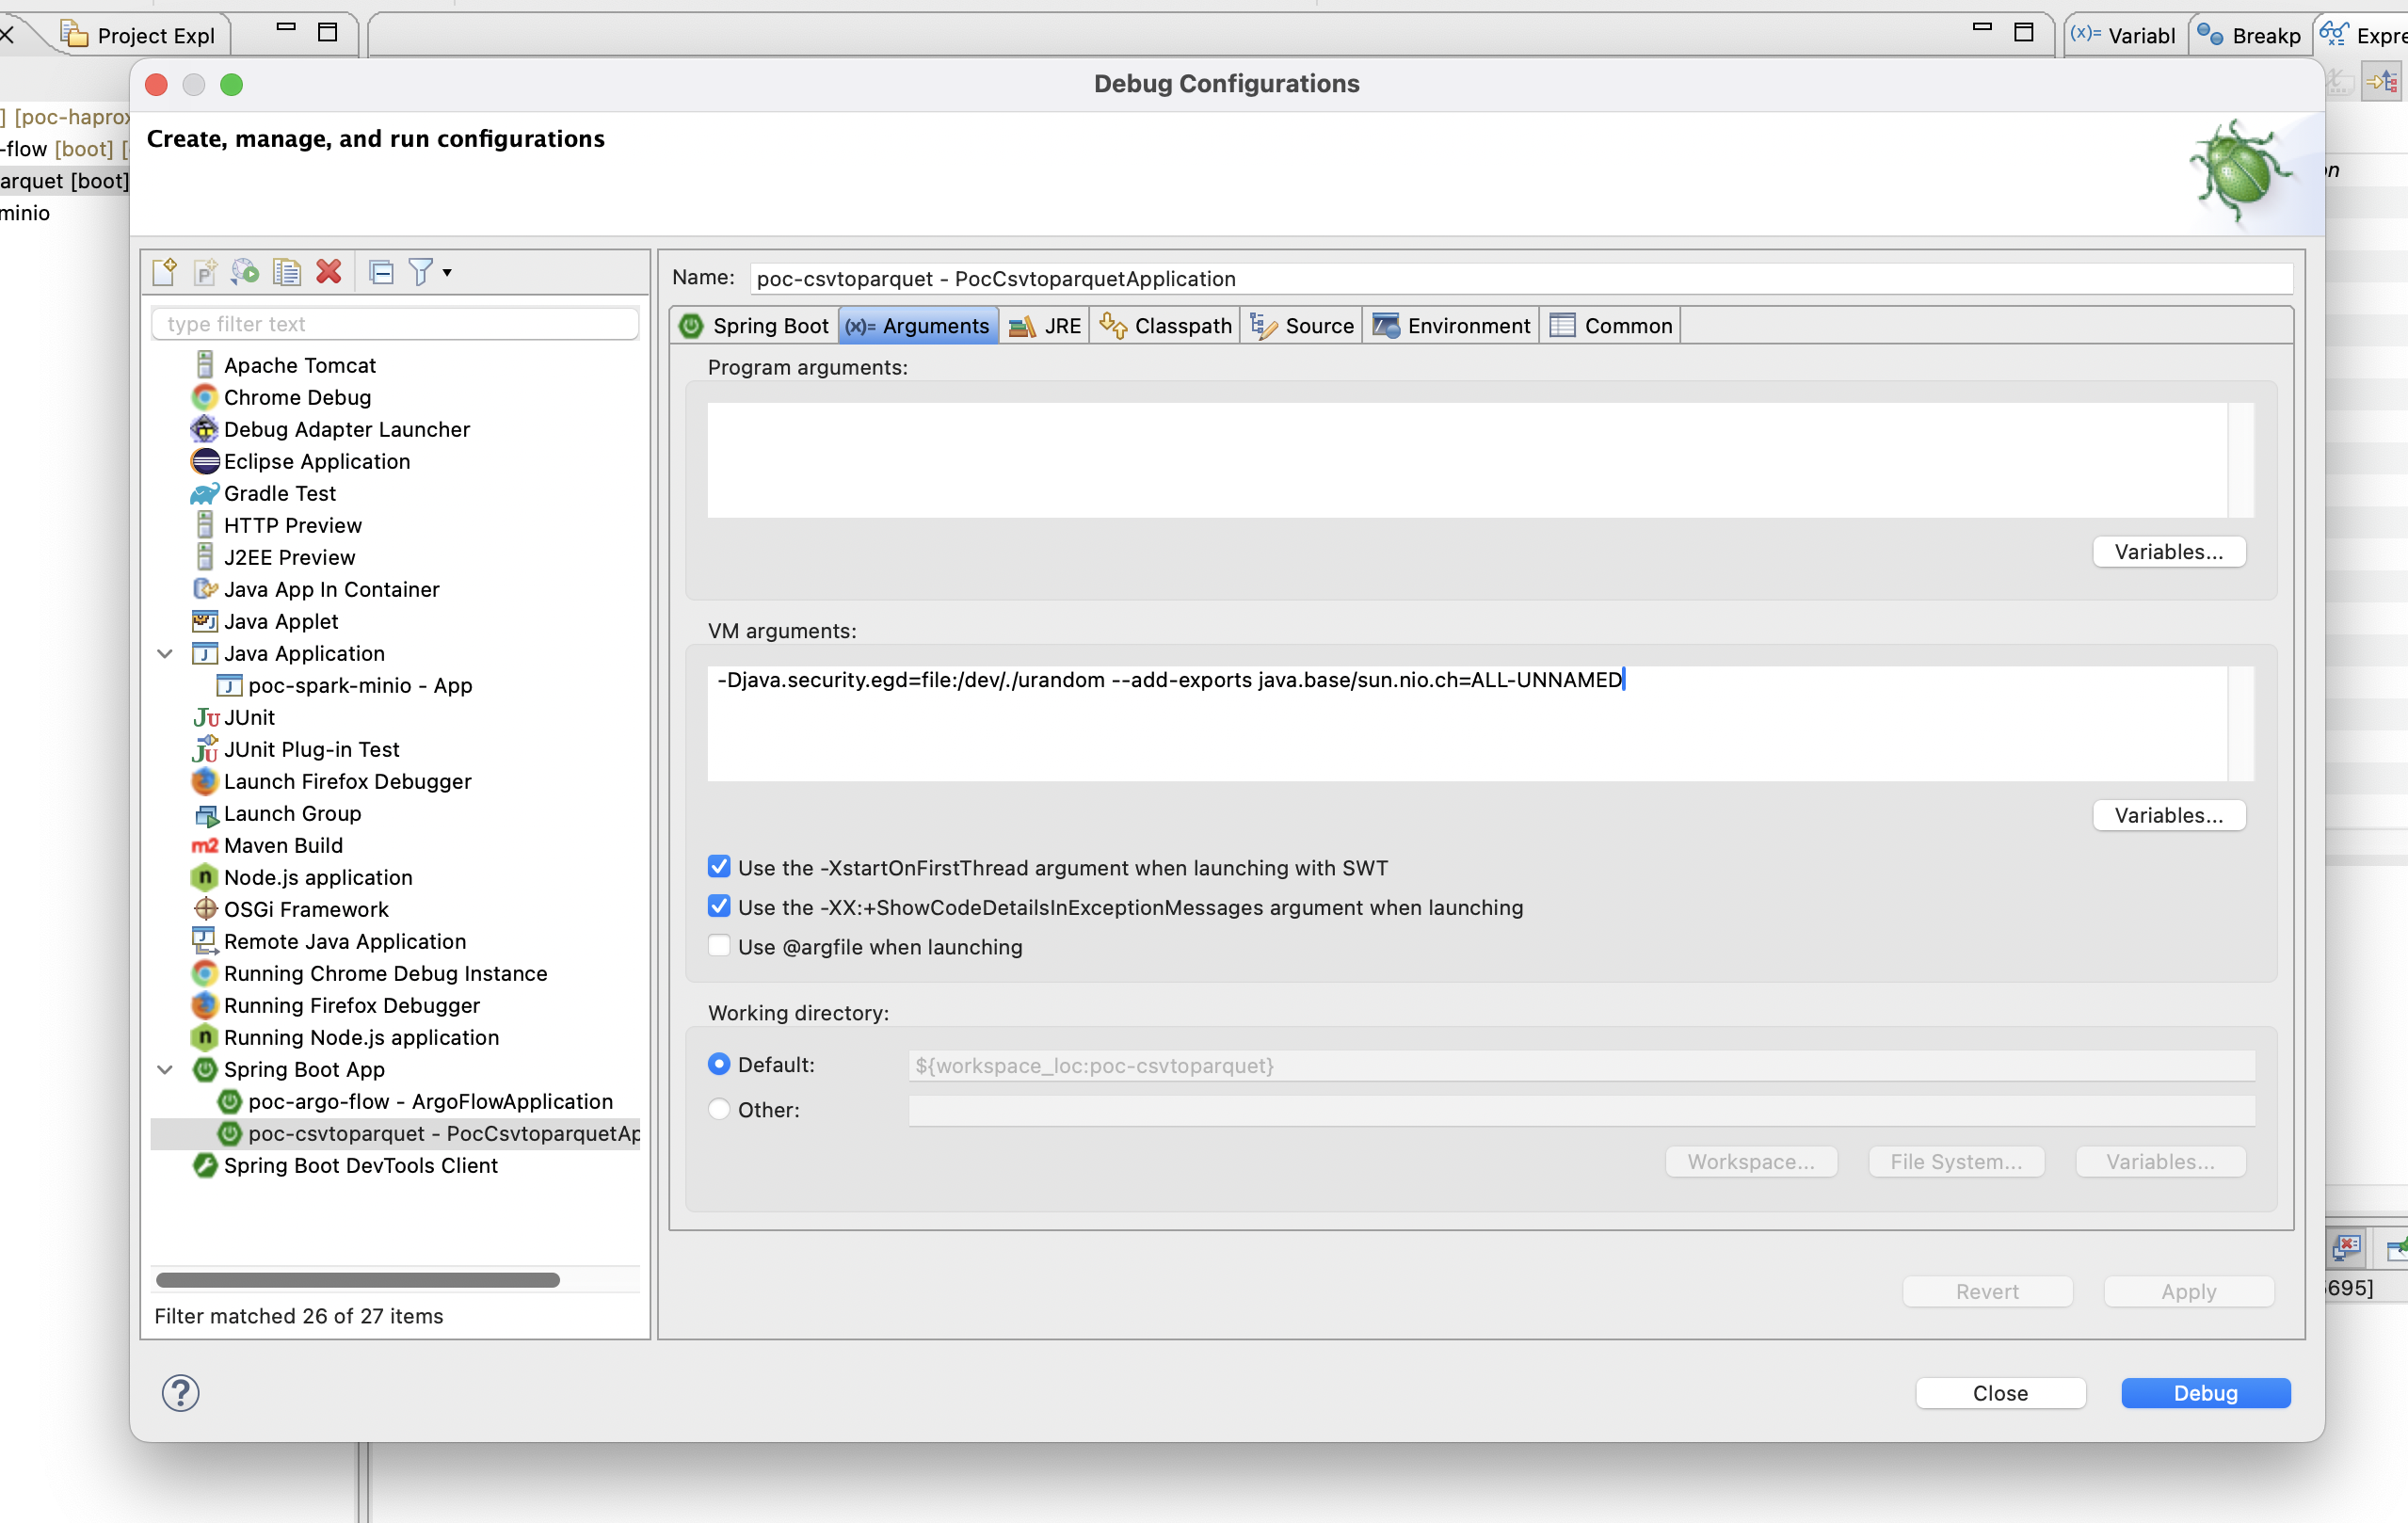 Project Expl
Variabl
Breakp
Expre
Debug Configurations
Create, manage, and run configurations
] [poc-haprox
-flow [boot] [
arquet [boot]
minio
on
Name: poc-csvtoparquet - PocCsvtoparquetApplication
Spring Boot (x)= Arguments JRE Classpath Source Environment Common
type filter text
Apache Tomcat
Chrome Debug
Debug Adapter Launcher
Eclipse Application
Gradle Test
HTTP Preview
J2EE Preview
Java App In Container
Java Applet
Java Application
poc-spark-minio - App
JUnit
JUnit Plug-in Test
Launch Firefox Debugger
Launch Group
Maven Build
Node.js application
OSGi Framework
Remote Java Application
Running Chrome Debug Instance
Running Firefox Debugger
Running Node.js application
Spring Boot App
poc-argo-flow - ArgoFlowApplication
poc-csvtoparquet - PocCsvtoparquetAp
Spring Boot DevTools Client
Filter matched 26 of 27 items
Program arguments:
Variables...
VM arguments:
-Djava.security.egd=file:/dev/./urandom --add-exports java.base/sun.nio.ch=ALL-UNNAMED
Variables...
Use the -XstartOnFirstThread argument when launching with SWT
Use the -XX:+ShowCodeDetailsInExceptionMessages argument when launching
Use @argfile when launching
Working directory:
Default: ${workspace_loc:poc-csvtoparquet}
Other:
Workspace... File System... Variables...
Revert Apply
695]
Close Debug